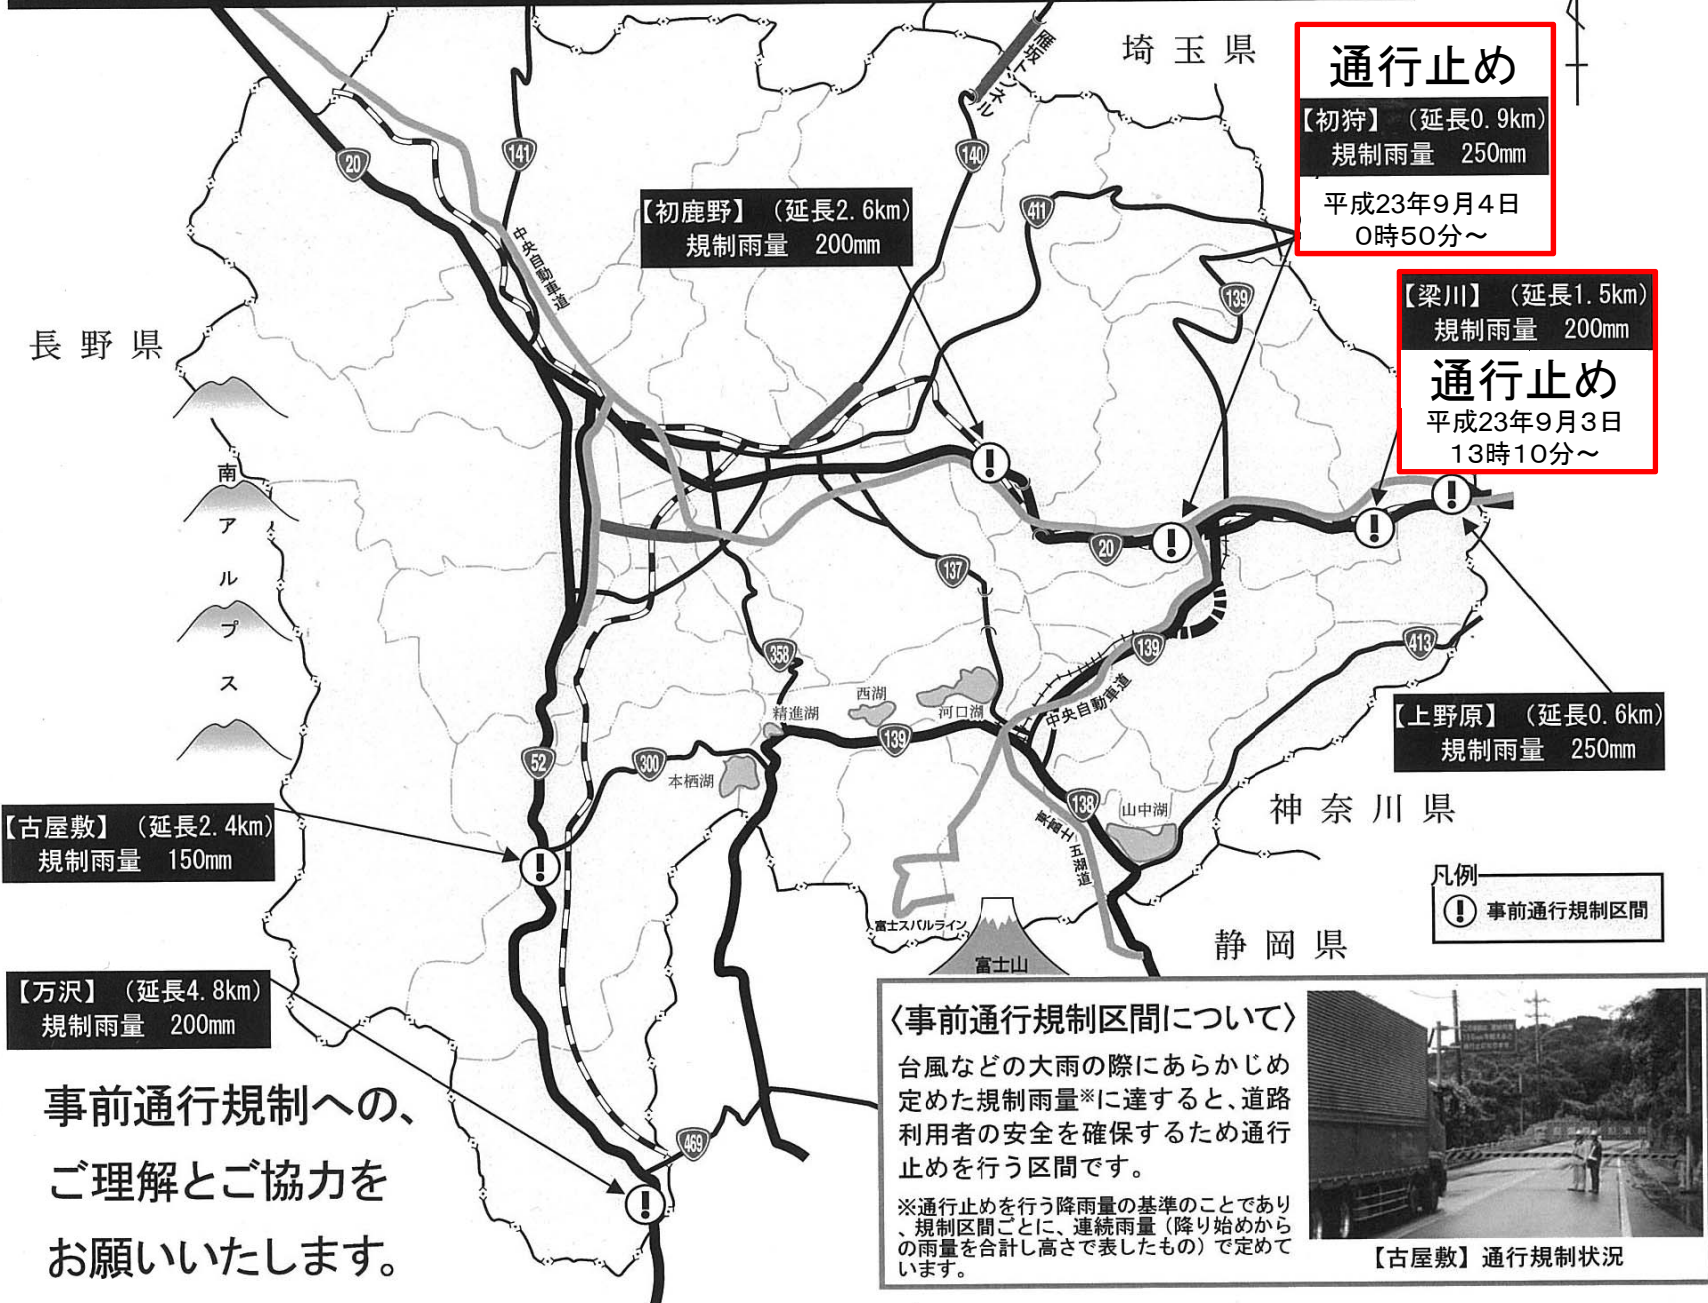 埼玉県
雁坂トンネル
通行止め
【初狩】（延長0.9km）
規制雨量　250mm
平成23年9月4日
0時50分～
20
141
140
411
【初鹿野】（延長2.6km）
規制雨量　200mm
中央自動車道
139
【梁川】（延長1.5km）
規制雨量　200mm
通行止め
平成23年9月3日
13時10分～
長野県
南アルプス
20
137
139
413
358
西湖
河口湖
精進湖
中央自動車道
139
【上野原】（延長0.6km）
規制雨量　250mm
52
300
本栖湖
138
山中湖
神奈川県
東富士五湖道
【古屋敷】（延長2.4km）
規制雨量　150mm
凡例
事前通行規制区間
富士スバルライン
静岡県
富士山
【万沢】（延長4.8km）
規制雨量　200mm
469
事前通行規制への、
ご理解とご協力を
お願いいたします。
〈事前通行規制区間について〉
台風などの大雨の際にあらかじめ
定めた規制雨量※に達すると、道路
利用者の安全を確保するため通行
止めを行う区間です。
※通行止めを行う降雨量の基準のことであり
、規制区間ごとに、連続雨量（降り始めから
の雨量を合計し高さで表したもの）で定めて
います。
【古屋敷】通行規制状況